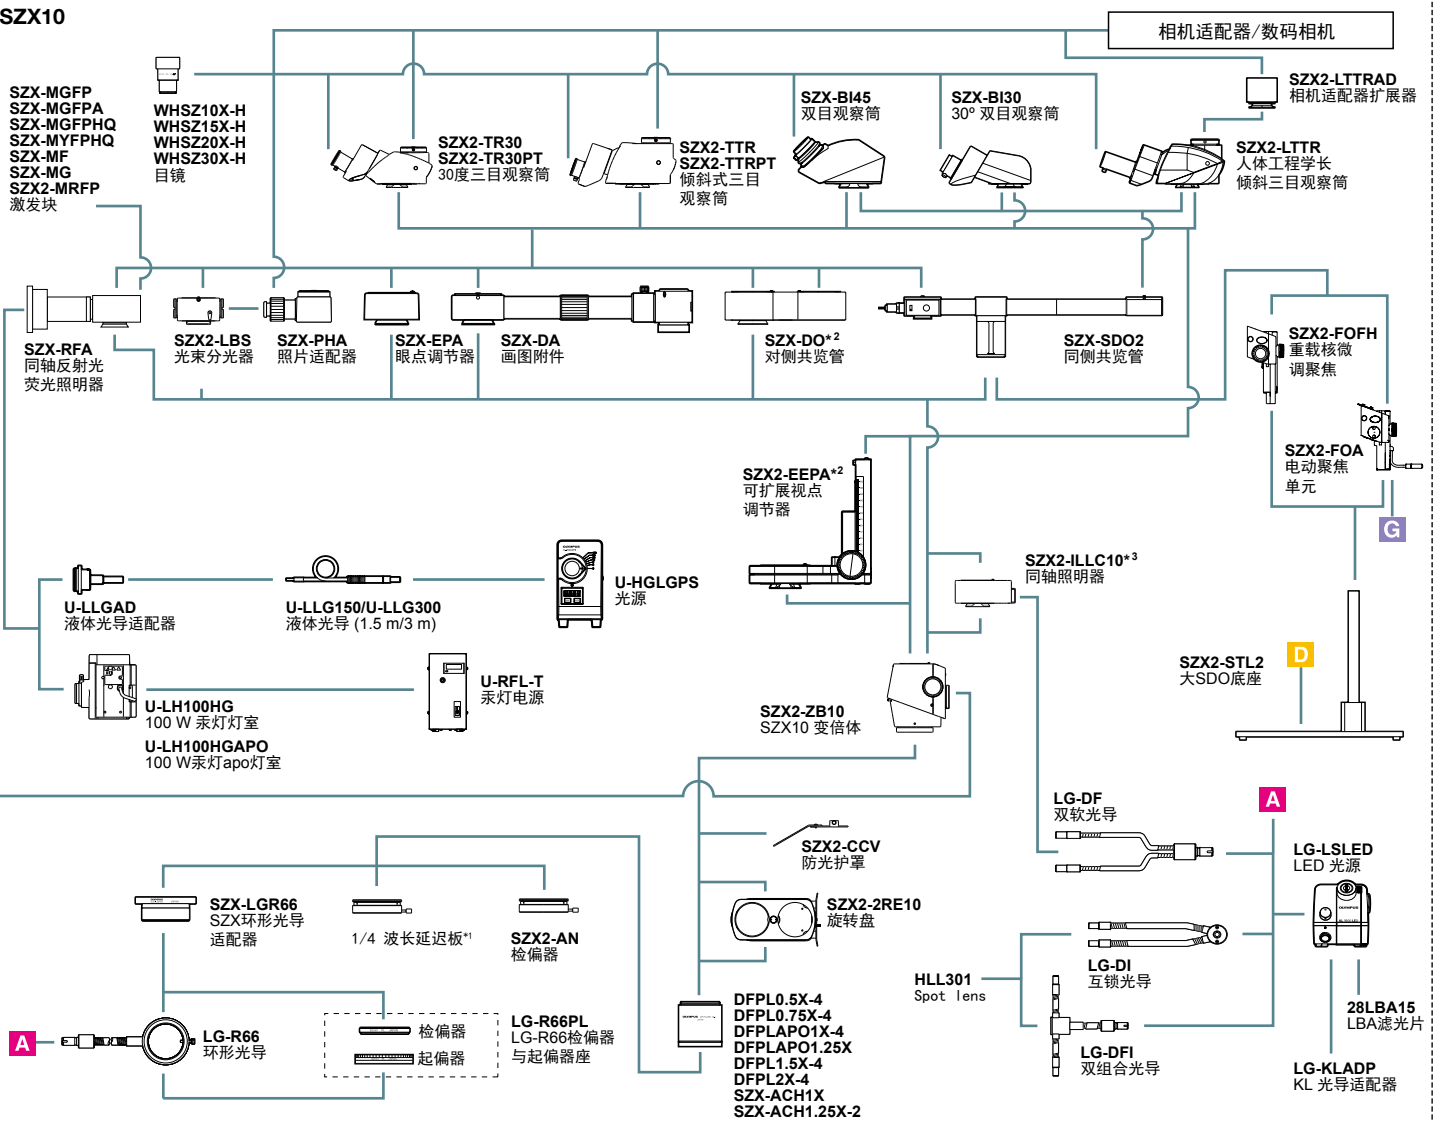 SZX10
相机适配器/数码相机
SZX-MGFP
SZX-MGFPA
SZX-MGFPHQ
SZX-MYFPHQ
SZX-MF
SZX-MG
SZX2-MRFP
激发块
WHSZ10X-H
WHSZ15X-H
WHSZ20X-H
WHSZ30X-H
目镜
SZX2-TR30
SZX2-TR30PT
30度三目观察筒
SZX2-TTR
SZX2-TTRPT
倾斜式三目
观察筒
SZX-BI45
双目观察筒
SZX-BI30
30° 双目观察筒
SZX2-LTTRAD
相机适配器扩展器
SZX2-LTTR
人体工程学长
倾斜三目观察筒
SZX-RFA
同轴反射光
荧光照明器
SZX2-LBS
光束分光器
SZX-PHA
照片适配器
SZX-EPA
眼点调节器
SZX-DA
画图附件
SZX-DO*2
对侧共览管
SZX-SDO2
同侧共览管
SZX2-FOFH
重载核微
调聚焦
SZX2-FOA
电动聚焦
单元
G
SZX2-EEPA*2
可扩展视点
调节器
SZX2-ILLC10*3
同轴照明器
U-LLGAD
液体光导适配器
U-LLG150/U-LLG300
液体光导 (1.5 m/3 m)
U-HGLGPS
光源
U-LH100HG
100 W 汞灯灯室
U-LH100HGAPO
100 W汞灯apo灯室
U-RFL-T
汞灯电源
SZX2-ZB10
SZX10 变倍体
SZX2-STL2
大SDO底座
D
LG-DF
双软光导
A
LG-LSLED
LED 光源
OLYMPUS
SZX2-CCV
防光护罩
SZX2-2RE10
旋转盘
SZX-LGR66
SZX环形光导
适配器
1/4 波长延迟板*1
SZX2-AN
检偏器
LG-DI
互锁光导
HLL301
Spot lens
LG-DFI
双组合光导
28LBA15
LBA滤光片
LG-KLADP
KL 光导适配器
A
LG-R66
环形光导
检偏器
起偏器
LG-R66PL
LG-R66检偏器
与起偏器座
DFPL0.5X-4
DFPL0.75X-4
DFPLAPO1X-4
DFPLAPO1.25X
DFPL1.5X-4
DFPL2X-4
SZX-ACH1X
SZX-ACH1.25X-2